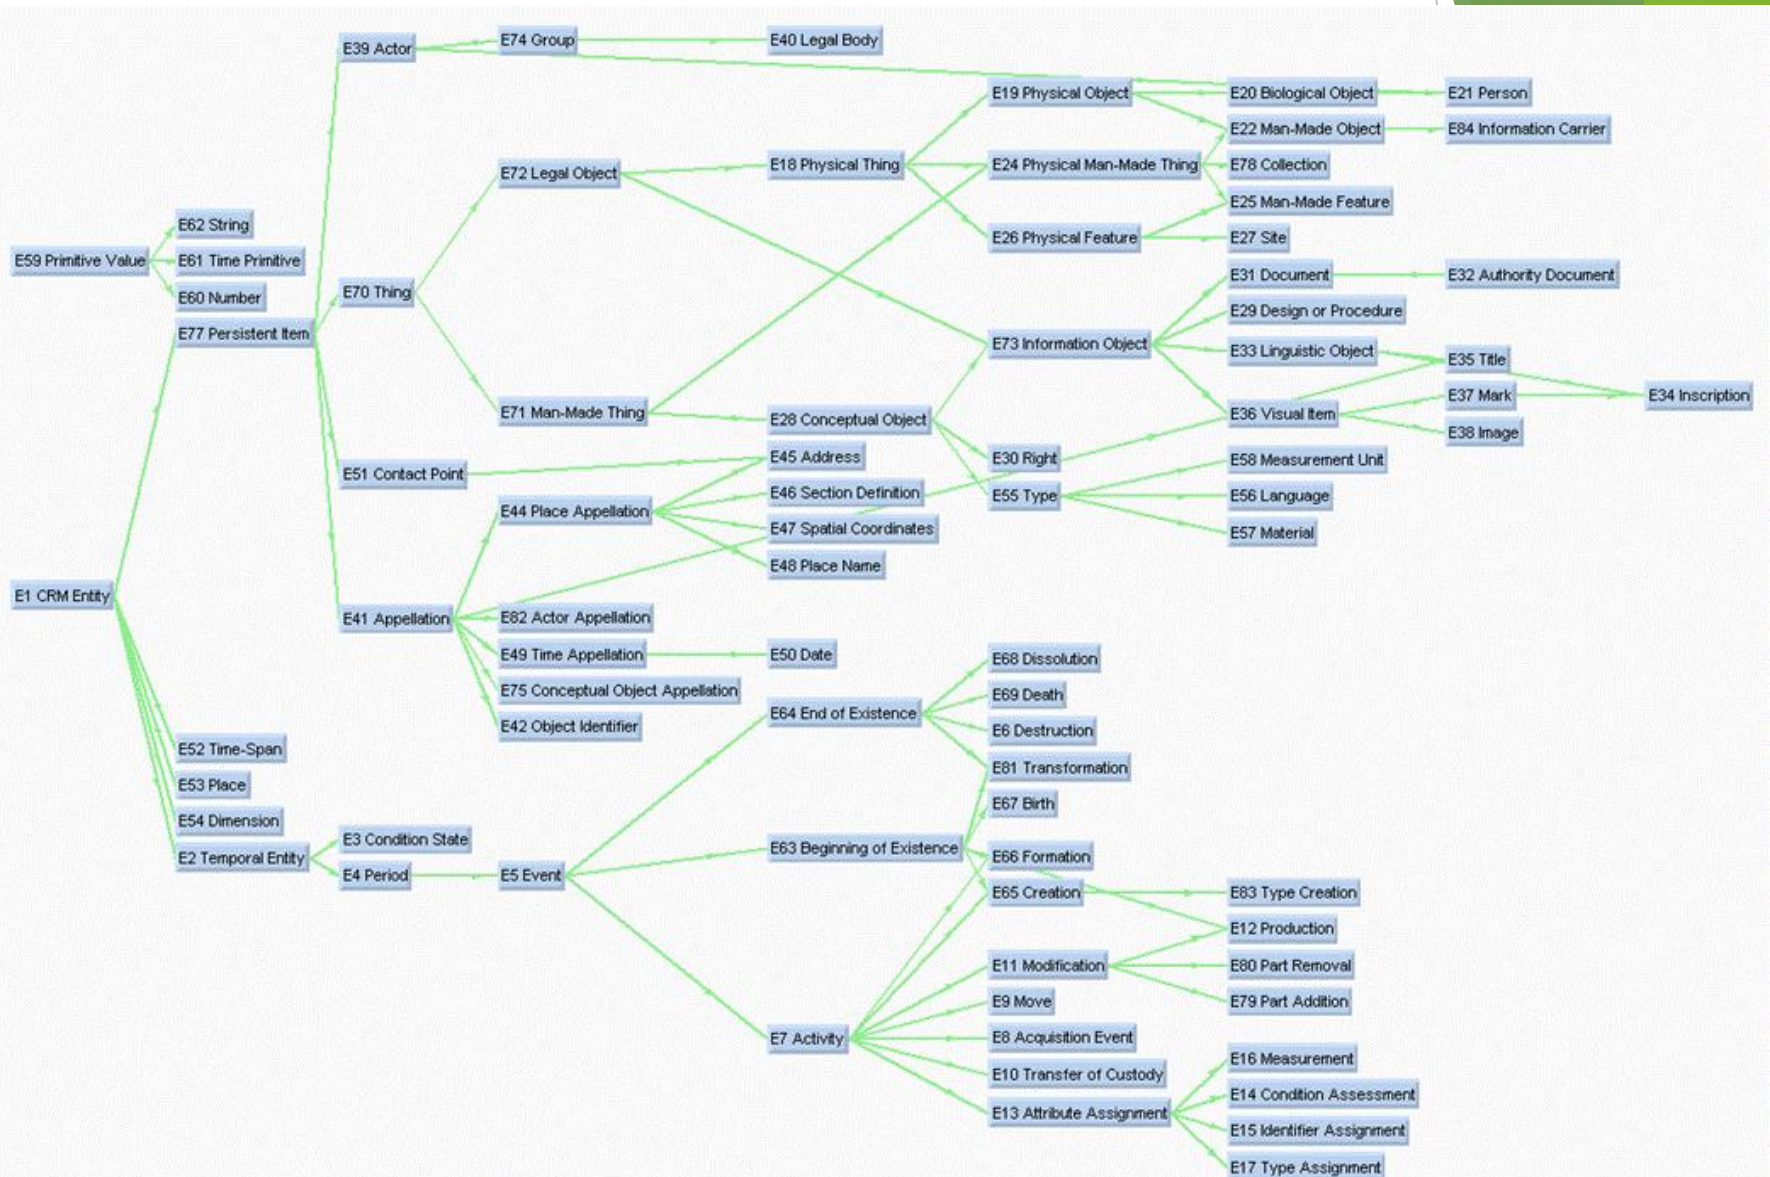 E39 Actor
E74 Group
E40 Legal Body
E19 Physical Object
E20 Biological Object
E21 Person
E22 Man-Made Object
E84 Information Carrier
E72 Legal Object
E18 Physical Thing
E24 Physical Man-Made Thing
E78 Collection
E25 Man-Made Feature
E62 String
E26 Physical Feature
E27 Site
E59 Primitive Value
E61 Time Primitive
E31 Document
E32 Authority Document
E60 Number
E70 Thing
E29 Design or Procedure
E77 Persistent Item
E73 Information Object
E33 Linguistic Object
E35 Title
E37 Mark
E34 Inscription
E71 Man-Made Thing
E28 Conceptual Object
E36 Visual Item
E38 Image
E51 Contact Point
E45 Address
E30 Right
E58 Measurement Unit
E46 Section Definition
E55 Type
E56 Language
E44 Place Appellation
E47 Spatial Coordinates
E57 Material
E48 Place Name
E1 CRM Entity
E41 Appellation
E82 Actor Appellation
E49 Time Appellation
E50 Date
E68 Dissolution
E75 Conceptual Object Appellation
E69 Death
E42 Object Identifier
E64 End of Existence
E6 Destruction
E52 Time-Span
E81 Transformation
E53 Place
E67 Birth
E54 Dimension
E3 Condition State
E2 Temporal Entity
E63 Beginning of Existence
E66 Formation
E4 Period
E5 Event
E65 Creation
E83 Type Creation
E12 Production
E11 Modification
E80 Part Removal
E9 Move
E79 Part Addition
E7 Activity
E8 Acquisition Event
E16 Measurement
E10 Transfer of Custody
E14 Condition Assessment
E13 Attribute Assignment
E15 Identifier Assignment
E17 Type Assignment